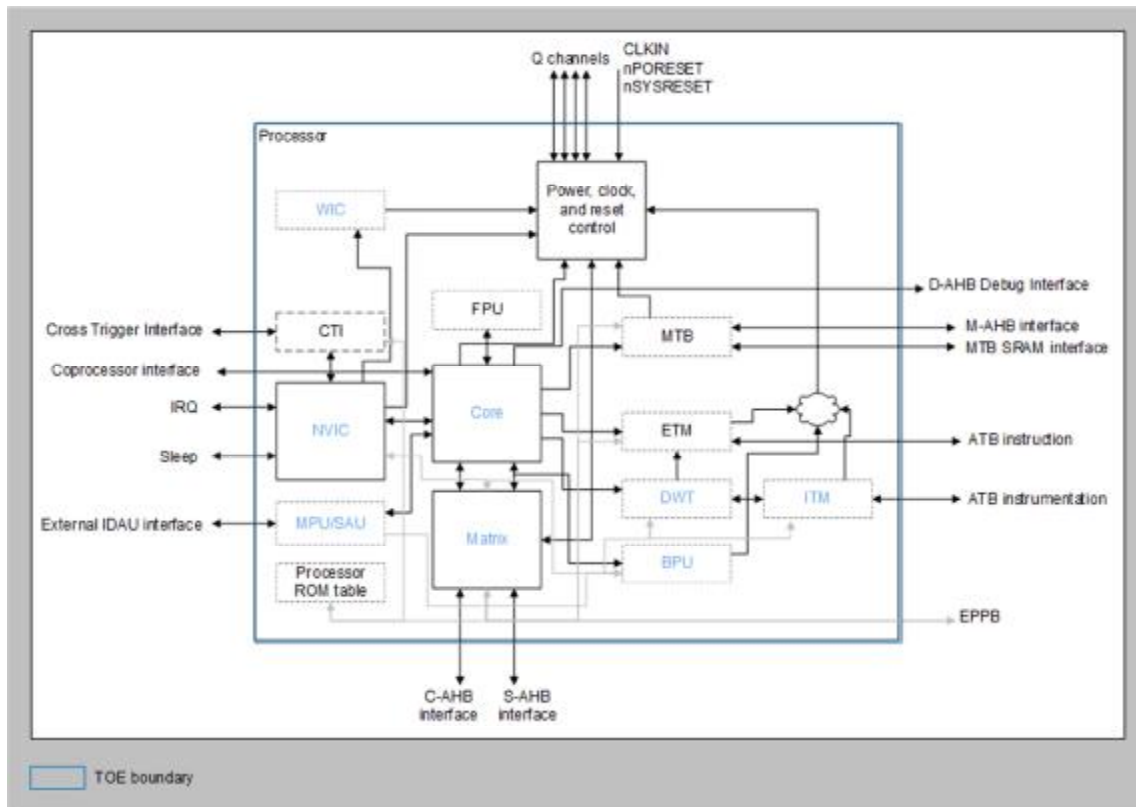 Q channels
CLKIN
nPORESET
nSYSRESET
Processor
Power, clock,
and reset
control
WIC
D-AHB Debug Interface
FPU
Cross Trigger Interface
CTI
MTB
M-AHB interface
MTB SRAM interface
Coprocessor interface
IRQ
NVIC
Core
ETM
ATB instruction
Sleep
DWT
ITM
ATB instrumentation
External IDAU interface
MPU/SAU
Matrix
BPU
Processor
ROM table
EPPB
C-AHB
interface
S-AHB
interface
TOE boundary